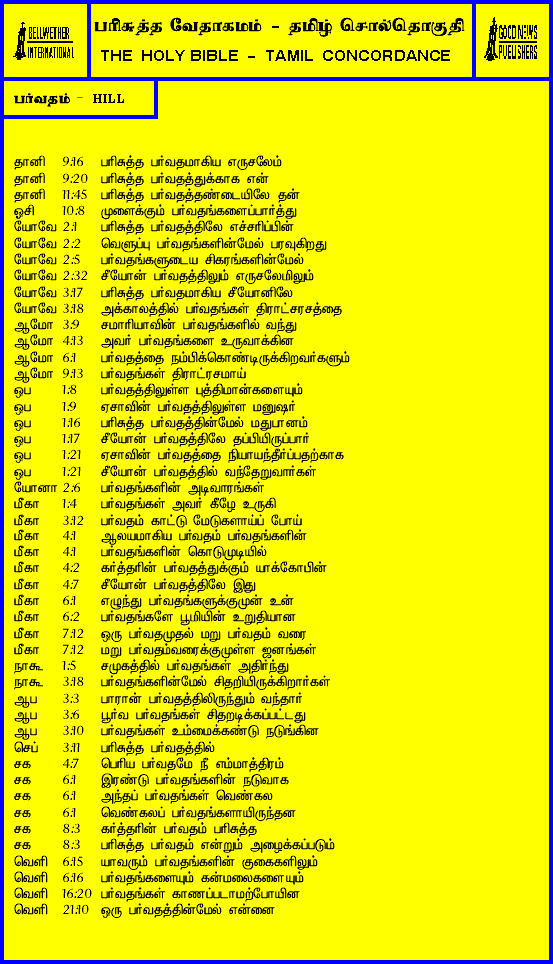 BELLWETHER INTERNATIONAL
பரிசுத்த வேதாகமம் - தமிழ் சொல்தொகுதி
THE HOLY BIBLE - TAMIL CONCORDANCE
GOOD NEWS PUBLISHERS
பர்வதம் - HILL
தானி 9:16 பரிசுத்த பர்வதமாகிய எருசலேம்
தானி 9:20 பரிசுத்த பர்வதத்துக்காக என்
தானி 11:45 பரிசுத்த பர்வதத்தண்டையிலே தன்
ஓசி 10:8 முளைக்கும் பர்வதங்களைப்பார்த்து
யோவே 2:1 பரிசுத்த பர்வதத்திலே எச்சரிப்பின்
யோவே 2:2 வெளுப்பு பர்வதங்களின்மேல் பரவுகிறது
யோவே 2:5 பர்வதங்களுடைய சிகரங்களின்மேல்
யோவே 2:32 சீயோன் பர்வதத்திலும் எருசலேமிலும்
யோவே 3:17 பரிசுத்த பர்வதமாகிய சீயோனிலே
யோவே 3:18 அக்காலத்தில் பர்வதங்கள் திராட்சரசத்தை
ஆமோ 3:9 சமாரியாவின் பர்வதங்களில் வந்து
ஆமோ 4:13 அவர் பர்வதங்களை உருவாக்கின
ஆமோ 6:1 பர்வதத்தை நம்பிக்கொண்டிருக்கிறவர்களும்
ஆமோ 9:13 பர்வதங்கள் திராட்ரசமாய்
ஒப 1:8 பர்வதத்திலுள்ள புத்திமான்களையும்
ஒப 1:9 ஏசாவின் பர்வதத்திலுள்ள மனுஷர்
ஒப 1:16 பரிசுத்த பர்வதத்தின்மேல் மதுபானம்
ஒப 1:17 சீயோன் பர்வதத்திலே தப்பியிருப்பார்
ஒப 1:21 ஏசாவின் பர்வதத்தை நியாயந்தீர்ப்பதற்காக
ஒப 1:21 சீயோன் பர்வதத்தில் வந்தேறுவார்கள்
யோனா 2:6 பர்வதங்களின் அடிவாரங்கள்
மீகா 1:4 பர்வதங்கள் அவர் கீழே உருகி
மீகா 3:12 பர்வதம் காட்டு மேடுகளாய்ப் போய்
மீகா 4:1 ஆலயமாகிய பர்வதம் பர்வதங்களின்
மீகா 4:1 பர்வதங்களின் கொடுமுடியில்
மீகா 4:2 கர்த்தரின் பர்வதத்துக்கும் யாக்கோபின்
மீகா 4:7 சீயோன் பர்வதத்திலே இது
மீகா 6:1 எழுந்து பர்வதங்களுக்குமுன் உன்
மீகா 6:2 பர்வதங்களே பூமியின் உறுதியான
மீகா 7:12 ஒரு பர்வதமுதல் மறு பர்வதம் வரை
மீகா 7:12 மறு பர்வதம்வரைக்குமுள்ள ஜனங்கள்
நாகூ 1:5 சமுகத்தில் பர்வதங்கள் அதிர்ந்து
நாகூ 3:18 பர்வதங்களின்மேல் சிதறியிருக்கிறார்கள்
ஆப 3:3 பாரான் பர்வதத்திலிருந்தும் வந்தார்
ஆப 3:6 பூர்வ பர்வதங்கள் சிதறடிக்கப்பட்டது
ஆப 3:10 பர்வதங்கள் உம்மைக்கண்டு நடுங்கின
செப் 3:11 பரிசுத்த பர்வதத்தில்
சக 4:7 பெரிய பர்வதமே நீ எம்மாத்திரம்
சக 6:1 இரண்டு பர்வதங்களின் நடுவாக
சக 6:1 அந்தப் பர்வதங்கள் வெண்கல
சக 6:1 வெண்கலப் பர்வதங்களாயிருந்தன
சக 8:3 கர்த்தரின் பர்வதம் பரிசுத்த
சக 8:3 பரிசுத்த பர்வதம் என்றும் அழைக்கப்படும்
வெளி 6:15 யாவரும் பர்வதங்களின் குகைகளிலும்
வெளி 6:16 பர்வதங்களையும் கன்மலைகளையும்
வெளி 16:20 பர்வதங்கள் காணப்படாமற்போயின
வெளி 21:10 ஒரு பர்வதத்தின்மேல் என்னை